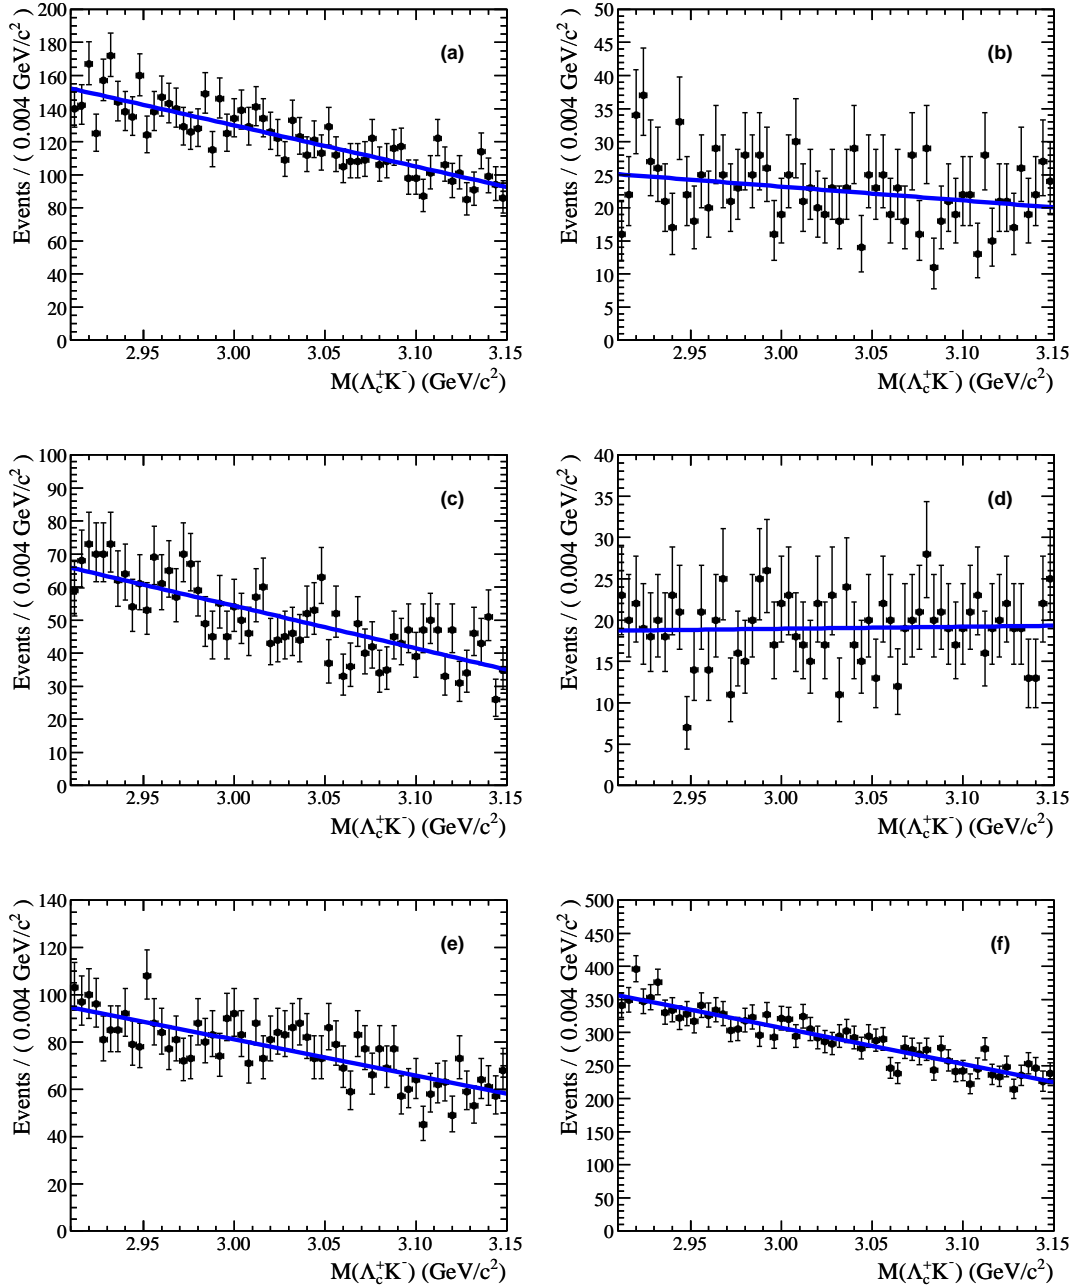 Events / ( 0.004 GeV/c² )
200
180
160
140
120
100
80
60
40
20
0
(a)
2.95 3.00 3.05 3.10 3.15
M(Λc⁺K⁻) (GeV/c²)
Events / ( 0.004 GeV/c² )
50
45
40
35
30
25
20
15
10
5
0
(b)
2.95 3.00 3.05 3.10 3.15
M(Λc⁺K⁻) (GeV/c²)
Events / ( 0.004 GeV/c² )
100
90
80
70
60
50
40
30
20
10
0
(c)
2.95 3.00 3.05 3.10 3.15
M(Λc⁺K⁻) (GeV/c²)
Events / ( 0.004 GeV/c² )
40
35
30
25
20
15
10
5
0
(d)
2.95 3.00 3.05 3.10 3.15
M(Λc⁺K⁻) (GeV/c²)
Events / ( 0.004 GeV/c² )
140
120
100
80
60
40
20
0
(e)
2.95 3.00 3.05 3.10 3.15
M(Λc⁺K⁻) (GeV/c²)
Events / ( 0.004 GeV/c² )
500
450
400
350
300
250
200
150
100
50
0
(f)
2.95 3.00 3.05 3.10 3.15
M(Λc⁺K⁻) (GeV/c²)